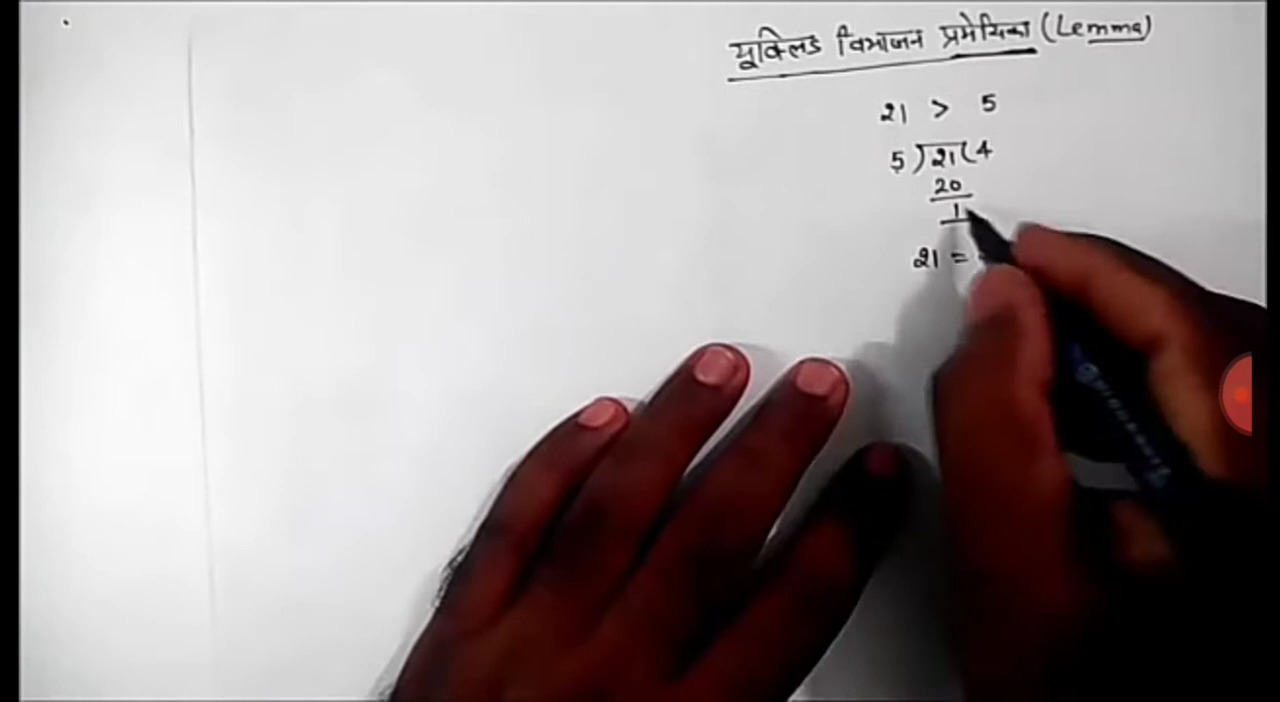 यूक्लिड विभाजन प्रमेयिका (Lemma)
21 > 5
5 ) 21 ( 4
20
1
21 =